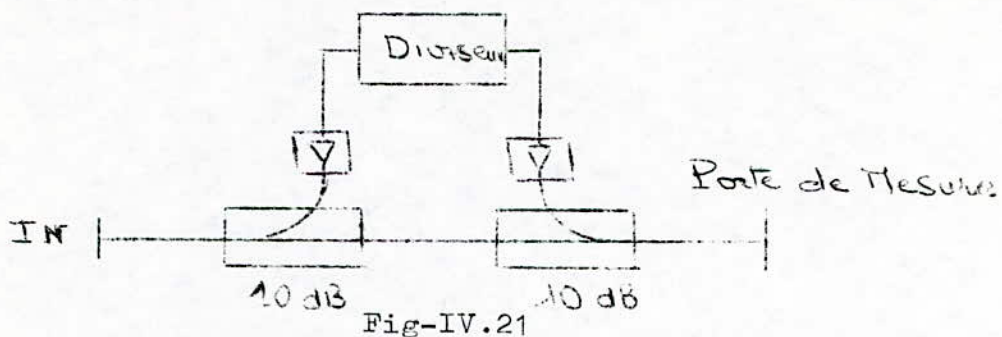 Diviseur
Porte de Mesure
IN
10 dB
10 dB
Fig-IV.21